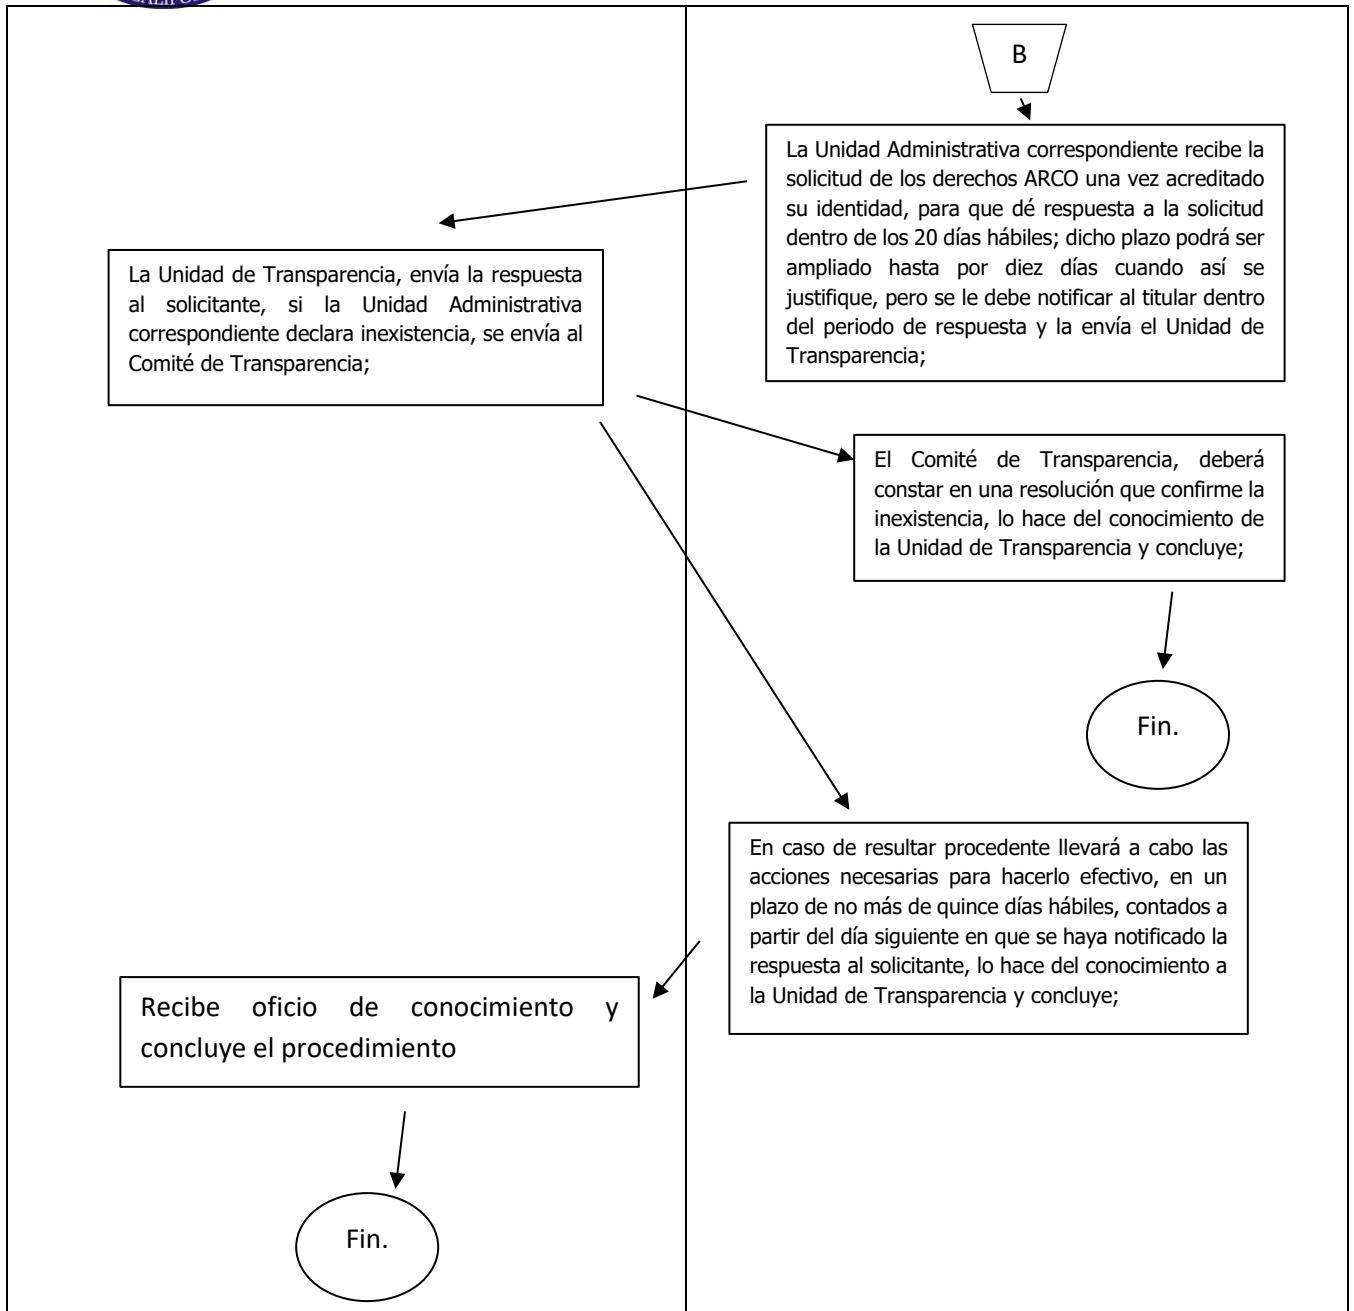 B
La Unidad Administrativa correspondiente recibe la
solicitud de los derechos ARCO una vez acreditado
su identidad, para que dé respuesta a la solicitud
dentro de los 20 días hábiles; dicho plazo podrá ser
ampliado hasta por diez días cuando así se
justifique, pero se le debe notificar al titular dentro
del periodo de respuesta y la envía el Unidad de
Transparencia;
La Unidad de Transparencia, envía la respuesta
al solicitante, si la Unidad Administrativa
correspondiente declara inexistencia, se envía al
Comité de Transparencia;
El Comité de Transparencia, deberá
constar en una resolución que confirme la
inexistencia, lo hace del conocimiento de
la Unidad de Transparencia y concluye;
Fin.
En caso de resultar procedente llevará a cabo las
acciones necesarias para hacerlo efectivo, en un
plazo de no más de quince días hábiles, contados a
partir del día siguiente en que se haya notificado la
respuesta al solicitante, lo hace del conocimiento a
la Unidad de Transparencia y concluye;
Recibe oficio de conocimiento y
concluye el procedimiento
Fin.